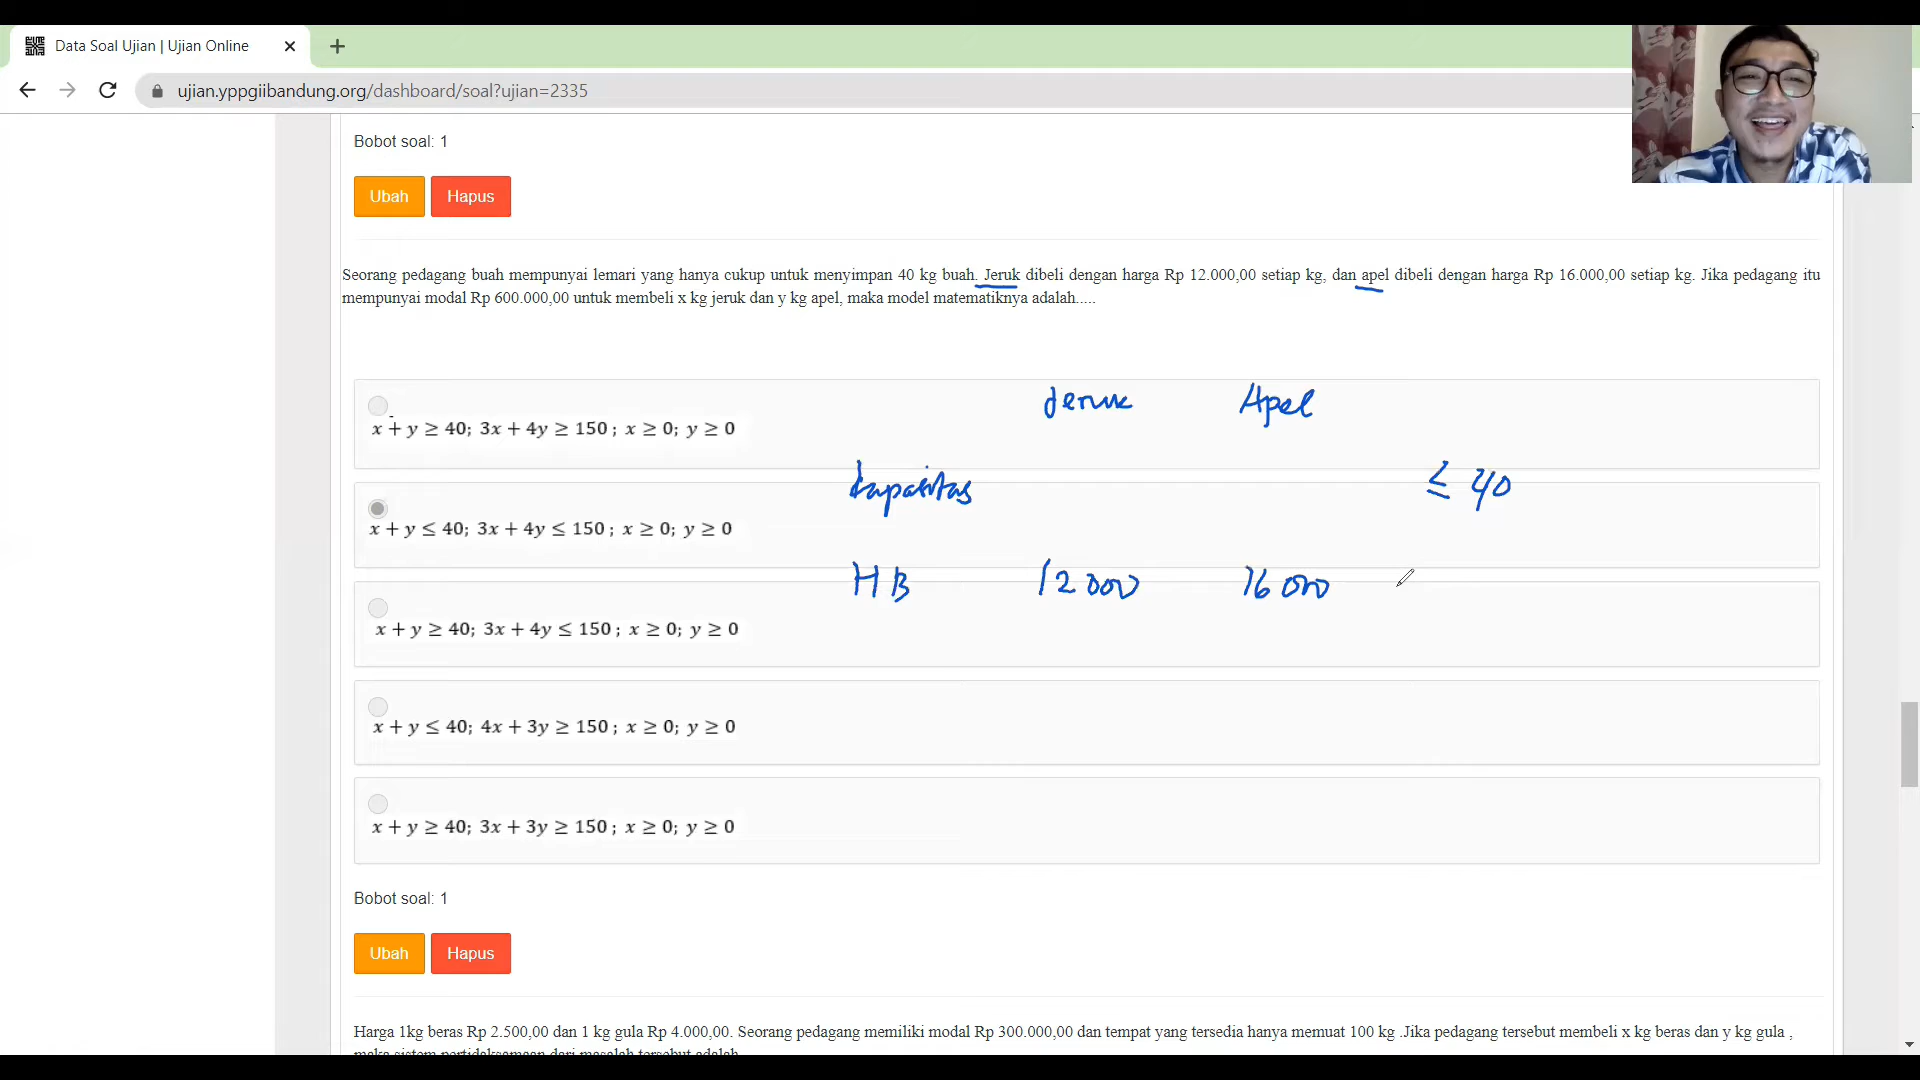 Data Soal Ujian | Ujian Online
ujian.yppgiibandung.org/dashboard/soal?ujian=2335
Bobot soal: 1
Ubah Hapus
Seorang pedagang buah mempunyai lemari yang hanya cukup untuk menyimpan 40 kg buah. Jeruk dibeli dengan harga Rp 12.000,00 setiap kg, dan apel dibeli dengan harga Rp 16.000,00 setiap kg. Jika pedagang itu
mempunyai modal Rp 600.000,00 untuk membeli x kg jeruk dan y kg apel, maka model matematiknya adalah.....
Jeruk Apel
x + y ≥ 40; 3x + 4y ≥ 150 ; x ≥ 0; y ≥ 0
kapasitas ≤ 40
x + y ≤ 40; 3x + 4y ≤ 150 ; x ≥ 0; y ≥ 0
HB 12 000 16 000
x + y ≥ 40; 3x + 4y ≤ 150 ; x ≥ 0; y ≥ 0
x + y ≤ 40; 4x + 3y ≥ 150 ; x ≥ 0; y ≥ 0
x + y ≥ 40; 3x + 3y ≥ 150 ; x ≥ 0; y ≥ 0
Bobot soal: 1
Ubah Hapus
Harga 1kg beras Rp 2.500,00 dan 1 kg gula Rp 4.000,00. Seorang pedagang memiliki modal Rp 300.000,00 dan tempat yang tersedia hanya memuat 100 kg .Jika pedagang tersebut membeli x kg beras dan y kg gula ,
maka sistem pertidaksamaan dari masalah tersebut adalah